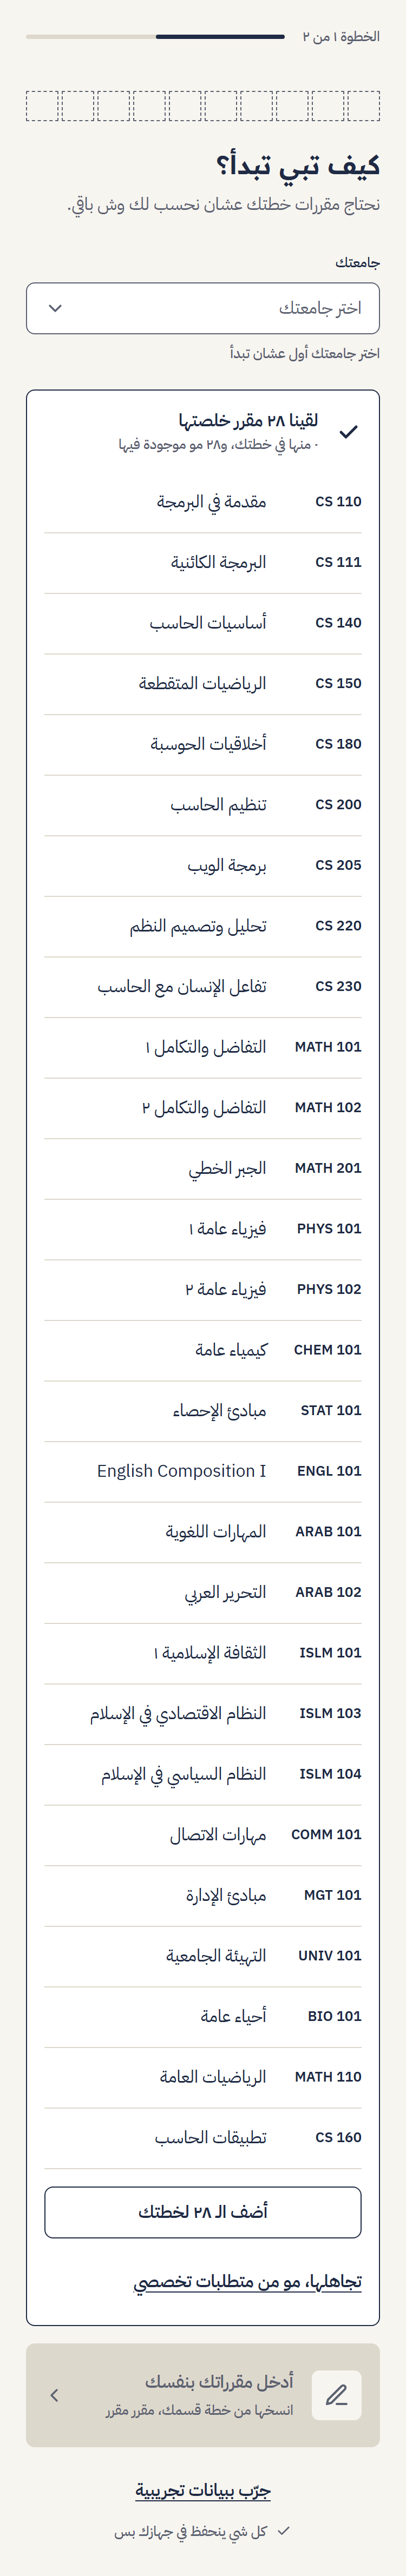 الخطوة ١ من ٢
كيف تبي تبدأ؟
نحتاج مقررات خطتك عشان نحسب لك وش باقي.
جامعتك
اختر جامعتك
اختر جامعتك أول عشان تبدأ
لقينا ٢٨ مقرر خلصتها
٠ منها في خطتك، و٢٨ مو موجودة فيها
CS 110 مقدمة في البرمجة
CS 111 البرمجة الكائنية
CS 140 أساسيات الحاسب
CS 150 الرياضيات المتقطعة
CS 180 أخلاقيات الحوسبة
CS 200 تنظيم الحاسب
CS 205 برمجة الويب
CS 220 تحليل وتصميم النظم
CS 230 تفاعل الإنسان مع الحاسب
MATH 101 التفاضل والتكامل ١
MATH 102 التفاضل والتكامل ٢
MATH 201 الجبر الخطي
PHYS 101 فيزياء عامة ١
PHYS 102 فيزياء عامة ٢
CHEM 101 كيمياء عامة
STAT 101 مبادئ الإحصاء
ENGL 101 English Composition I
ARAB 101 المهارات اللغوية
ARAB 102 التحرير العربي
ISLM 101 الثقافة الإسلامية ١
ISLM 103 النظام الاقتصادي في الإسلام
ISLM 104 النظام السياسي في الإسلام
COMM 101 مهارات الاتصال
MGT 101 مبادئ الإدارة
UNIV 101 التهيئة الجامعية
BIO 101 أحياء عامة
MATH 110 الرياضيات العامة
CS 160 تطبيقات الحاسب
أضف الـ ٢٨ لخطتك
تجاهلها، مو من متطلبات تخصصي
أدخل مقرراتك بنفسك
انسخها من خطة قسمك، مقرر مقرر
جرّب ببيانات تجريبية
كل شي ينحفظ في جهازك بس